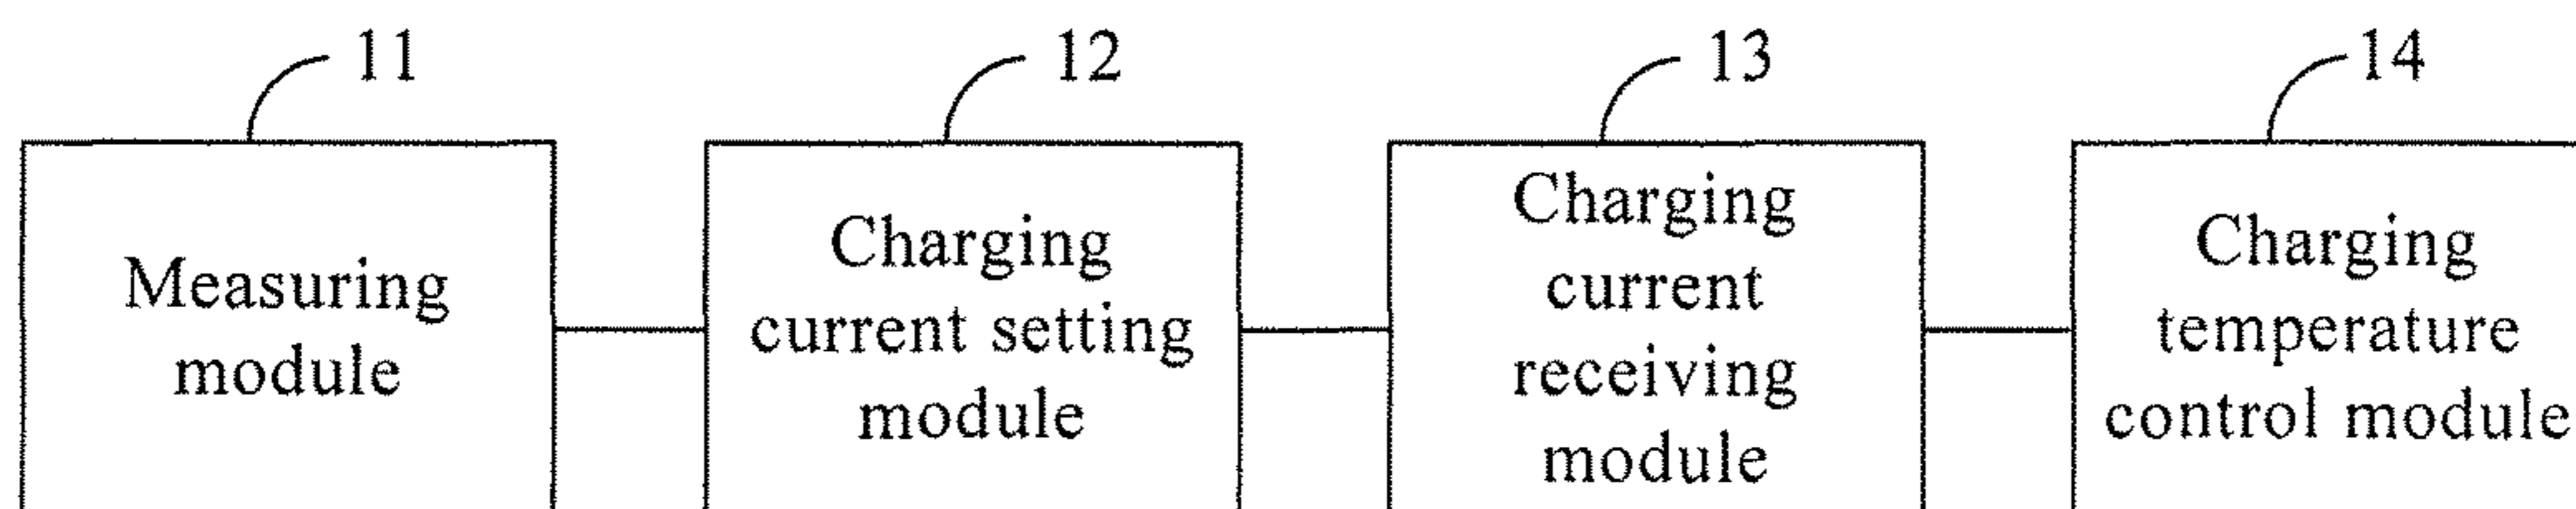 11
12
13
14
Measuring
module
Charging
current setting
module
Charging
current
receiving
module
Charging
temperature
control module